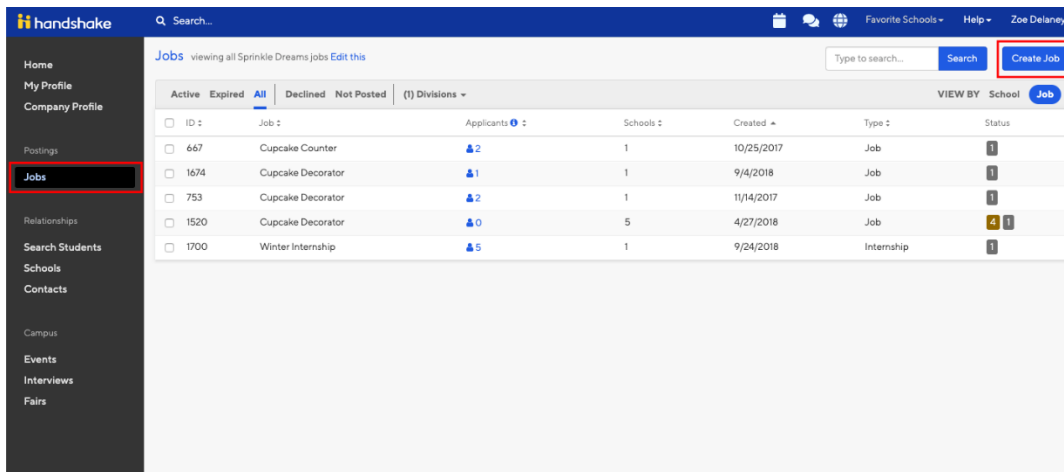 handshake
Search...
Favorite Schools
Help
Zoe Delaney
Home
My Profile
Company Profile
Postings
Jobs
Relationships
Search Students
Schools
Contacts
Campus
Events
Interviews
Fairs
Jobs viewing all Sprinkle Dreams jobs Edit this
Type to search...
Search
Create Job
Active Expired All Declined Not Posted (1) Divisions
VIEW BY School Job
ID Job Applicants Schools Created Type Status
667 Cupcake Counter 2 1 10/25/2017 Job 1
1674 Cupcake Decorator 1 1 9/4/2018 Job 1
753 Cupcake Decorator 2 1 11/14/2017 Job 1
1520 Cupcake Decorator 0 5 4/27/2018 Job 4 1
1700 Winter Internship 5 1 9/24/2018 Internship 1